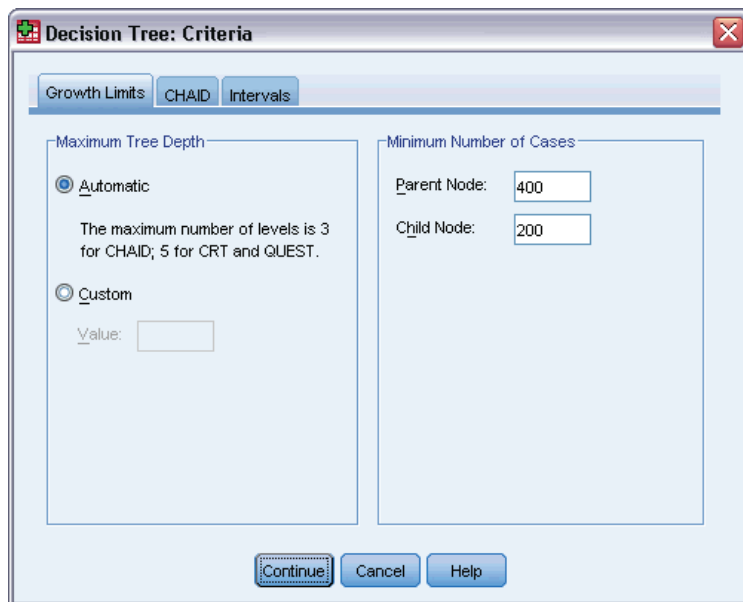 Decision Tree: Criteria
Growth Limits CHAID Intervals
Maximum Tree Depth
Automatic
The maximum number of levels is 3
for CHAID; 5 for CRT and QUEST.
Custom
Value:
Minimum Number of Cases
Parent Node: 400
Child Node: 200
Continue Cancel Help